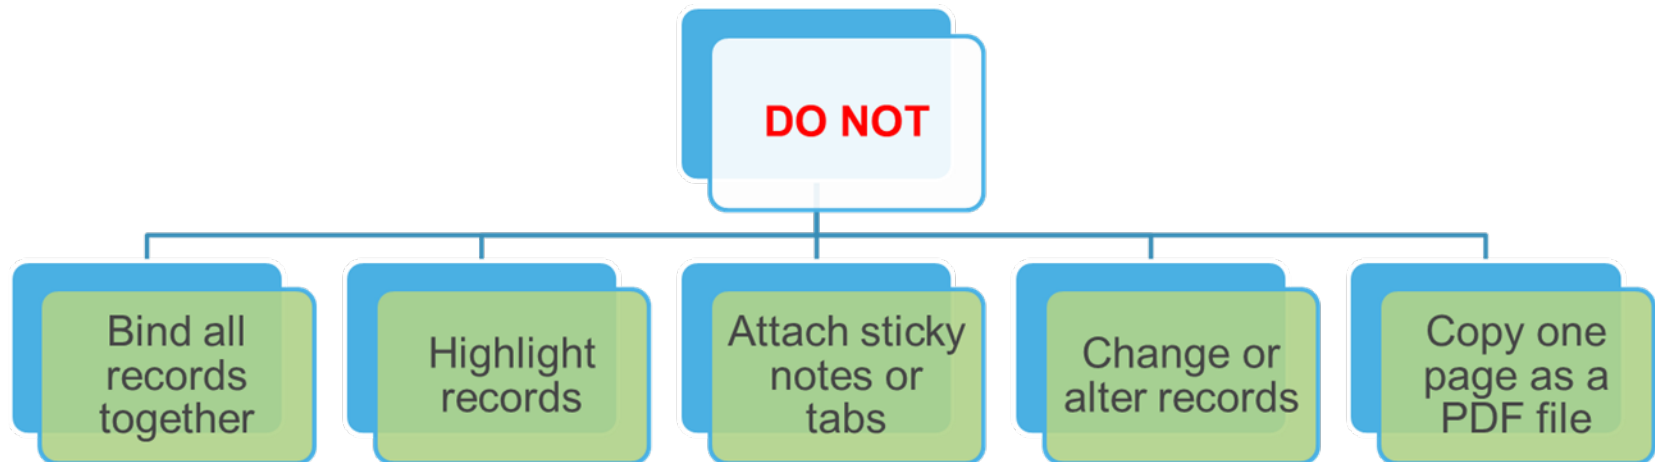 DO NOT
Bind all
records
together
Highlight
records
Attach sticky
notes or
tabs
Change or
alter records
Copy one
page as a
PDF file